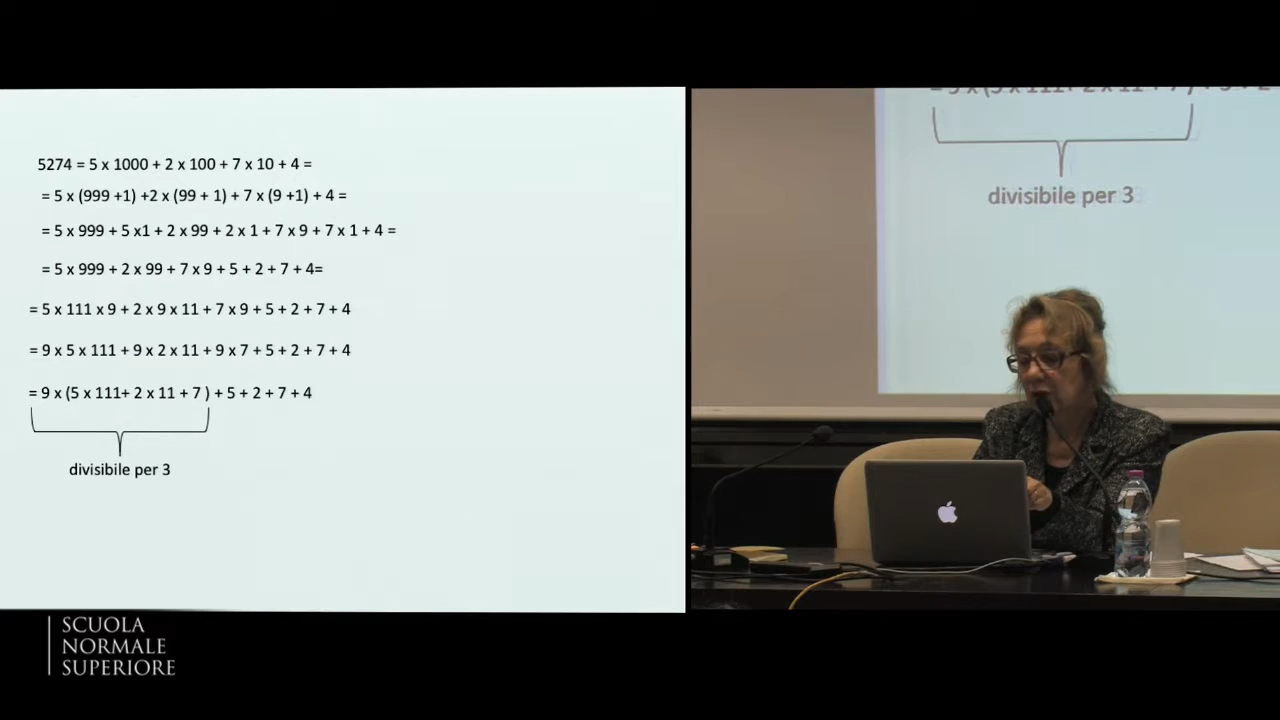 5274 = 5 x 1000 + 2 x 100 + 7 x 10 + 4 =
= 5 x (999 +1) +2 x (99 + 1) + 7 x (9 +1) + 4 =
= 5 x 999 + 5 x1 + 2 x 99 + 2 x 1 + 7 x 9 + 7 x 1 + 4 =
= 5 x 999 + 2 x 99 + 7 x 9 + 5 + 2 + 7 + 4=
= 5 x 111 x 9 + 2 x 9 x 11 + 7 x 9 + 5 + 2 + 7 + 4
= 9 x 5 x 111 + 9 x 2 x 11 + 9 x 7 + 5 + 2 + 7 + 4
= 9 x (5 x 111+ 2 x 11 + 7 ) + 5 + 2 + 7 + 4
divisibile per 3
divisibile per 3
SCUOLA
NORMALE
SUPERIORE